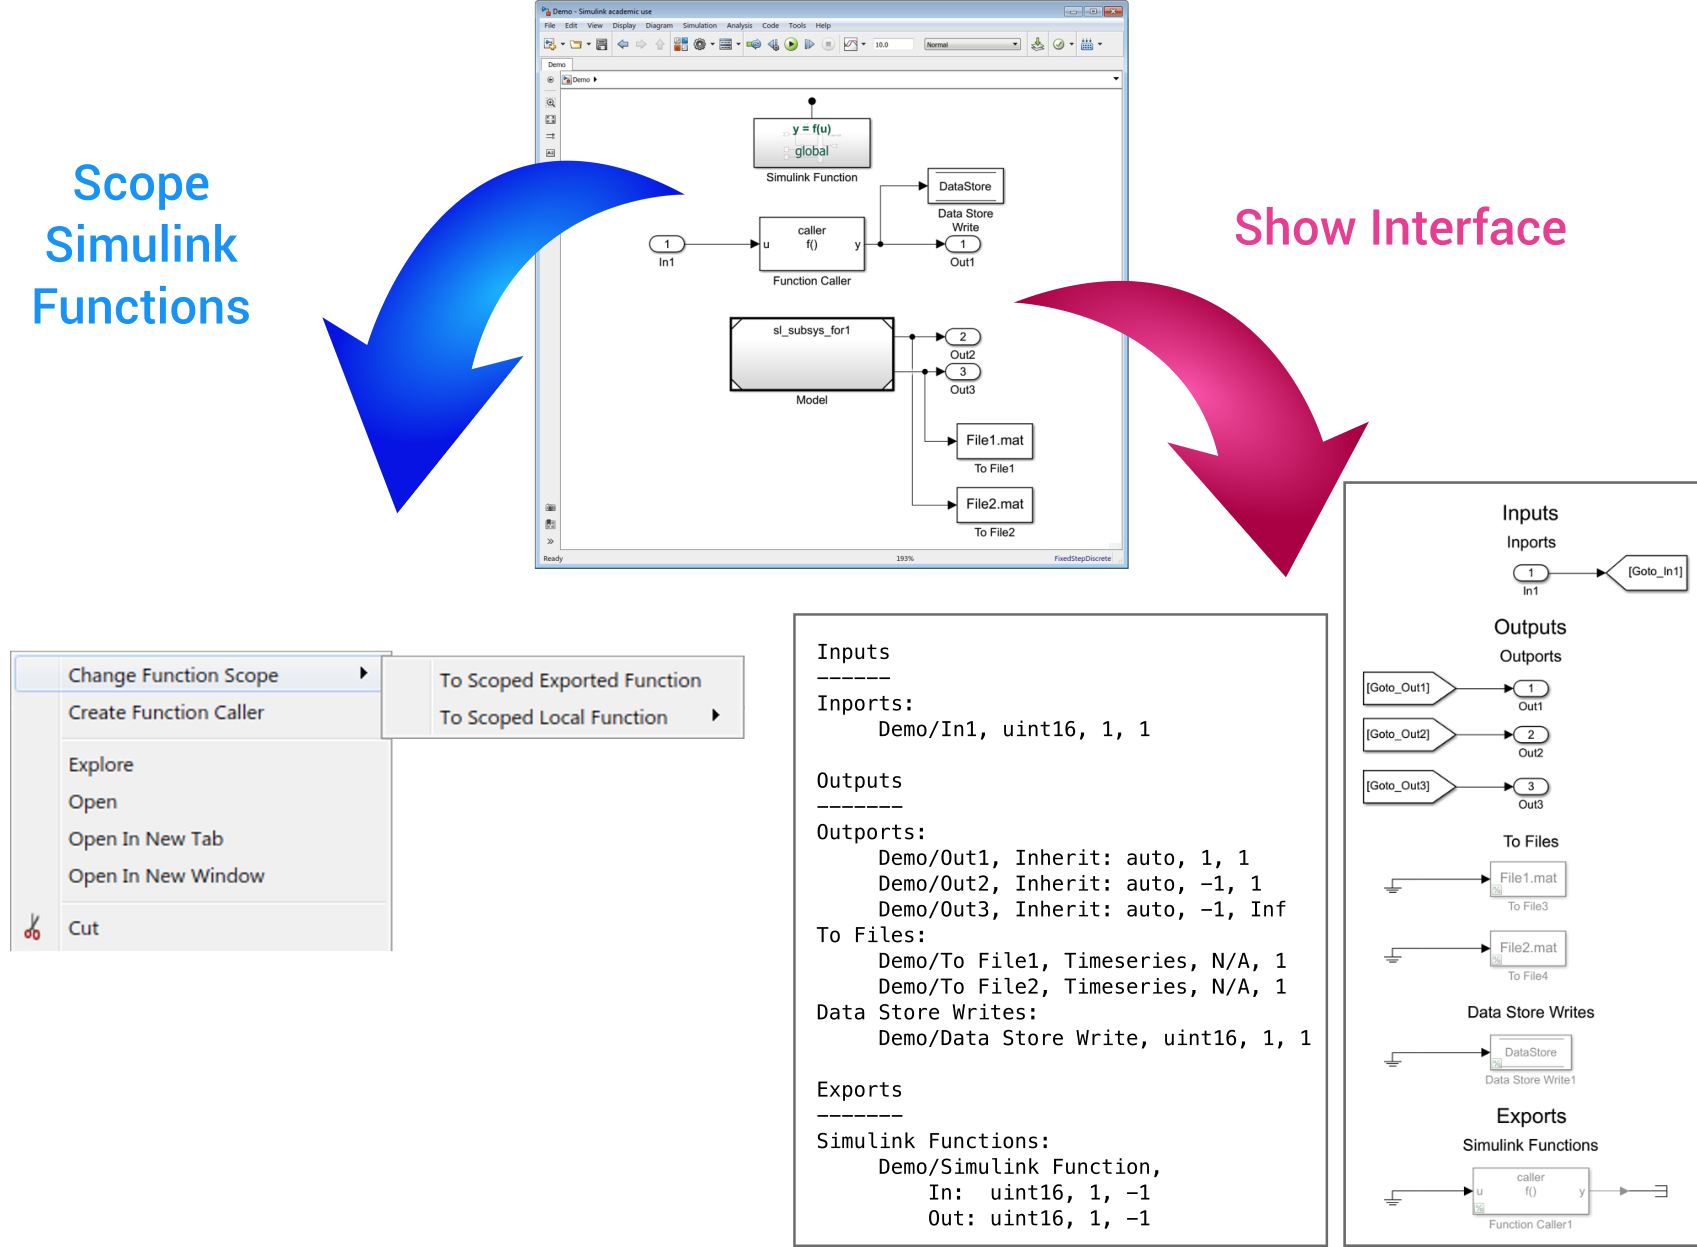 Demo - Simulink academic use
File Edit View Display Diagram Simulation Analysis Code Tools Help
10.0 Normal
Demo
Demo
y = f(u)
global
Simulink Function
DataStore
Data Store
Write
1
In1
caller
u f() y
Function Caller
1
Out1
sl_subsys_for1
Model
2
Out2
3
Out3
File1.mat
To File1
File2.mat
To File2
Ready 193% FixedStepDiscrete
Scope
Simulink
Functions
Show Interface
Change Function Scope
Create Function Caller
Explore
Open
Open In New Tab
Open In New Window
Cut
To Scoped Exported Function
To Scoped Local Function
Inputs
------
Inports:
Demo/In1, uint16, 1, 1
Outputs
-------
Outports:
Demo/Out1, Inherit: auto, 1, 1
Demo/Out2, Inherit: auto, -1, 1
Demo/Out3, Inherit: auto, -1, Inf
To Files:
Demo/To File1, Timeseries, N/A, 1
Demo/To File2, Timeseries, N/A, 1
Data Store Writes:
Demo/Data Store Write, uint16, 1, 1
Exports
-------
Simulink Functions:
Demo/Simulink Function,
In: uint16, 1, -1
Out: uint16, 1, -1
Inputs
Inports
1 [Goto_In1]
In1
Outputs
Outports
[Goto_Out1] 1
Out1
[Goto_Out2] 2
Out2
[Goto_Out3] 3
Out3
To Files
File1.mat
To File3
File2.mat
To File4
Data Store Writes
DataStore
Data Store Write1
Exports
Simulink Functions
caller
u f() y
Function Caller1